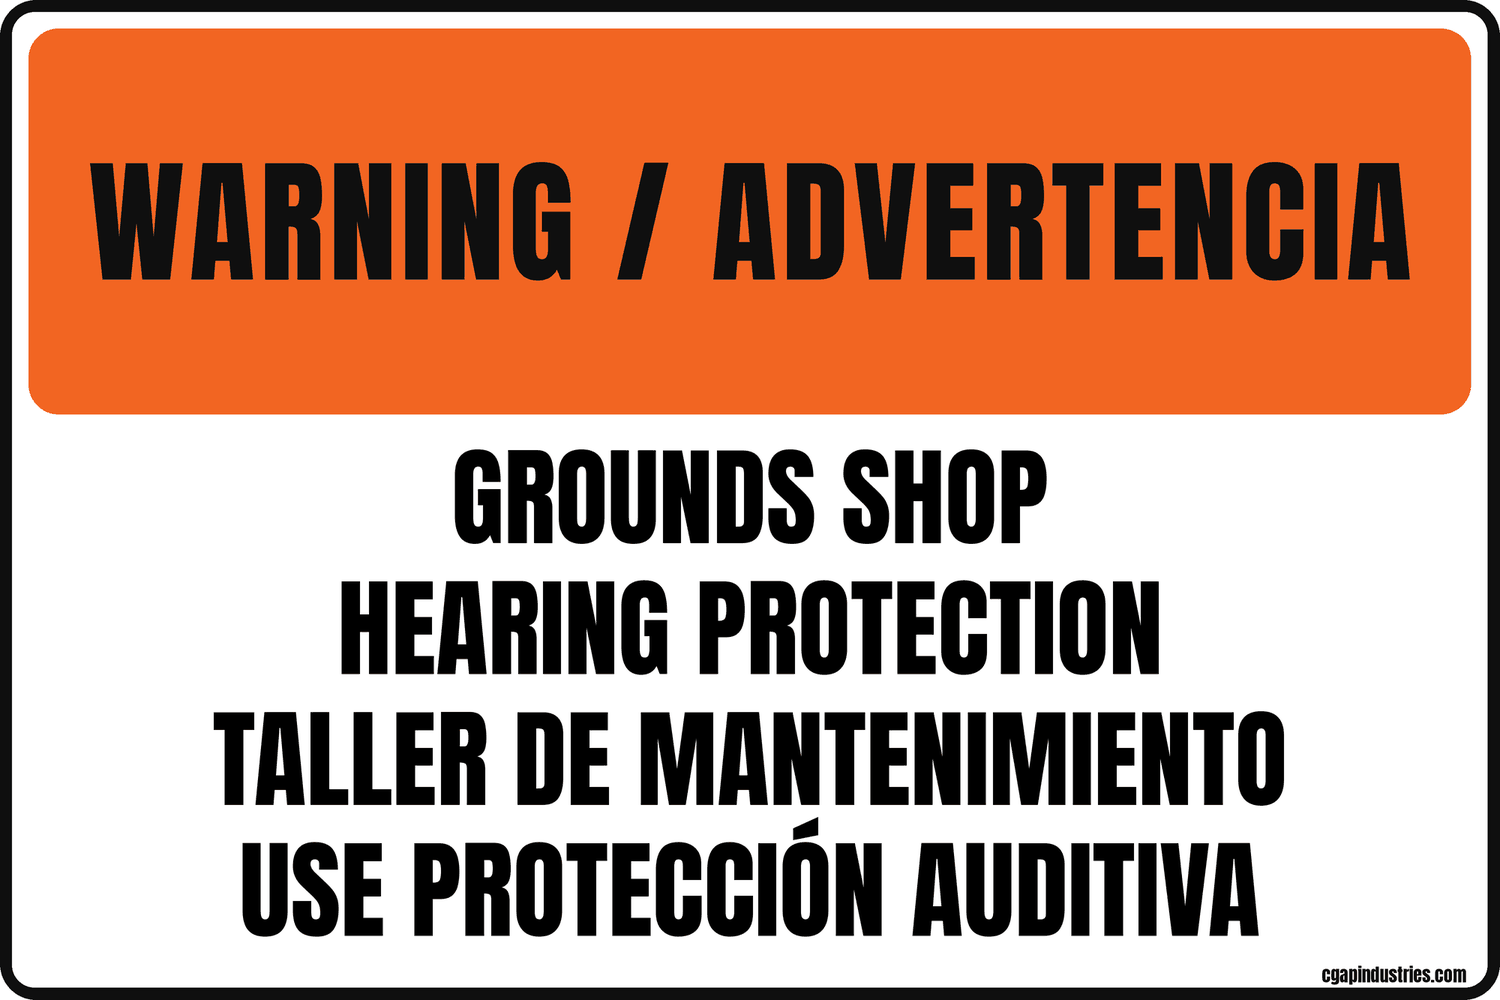 WARNING / ADVERTENCIA
GROUNDS SHOP
HEARING PROTECTION
TALLER DE MANTENIMIENTO
USE PROTECCIÓN AUDITIVA
cgapindustries.com